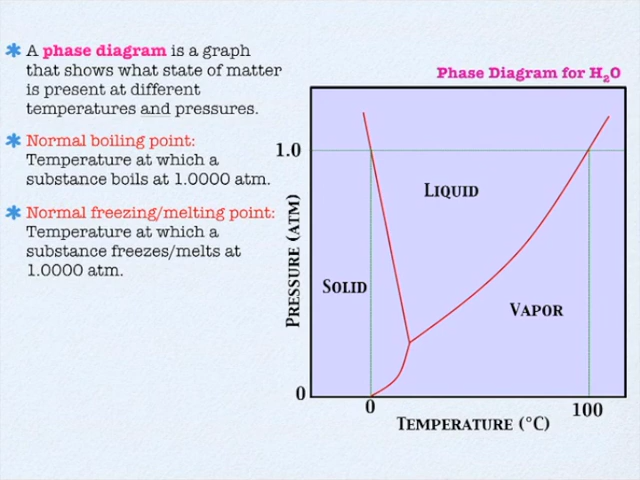 A phase diagram is a graph
that shows what state of matter
is present at different
temperatures and pressures.
Normal boiling point:
Temperature at which a
substance boils at 1.0000 atm.
Normal freezing/melting point:
Temperature at which a
substance freezes/melts at
1.0000 atm.
Phase Diagram for H₂O
1.0
LIQUID
PRESSURE (ATM)
SOLID
VAPOR
0
0
100
TEMPERATURE (°C)